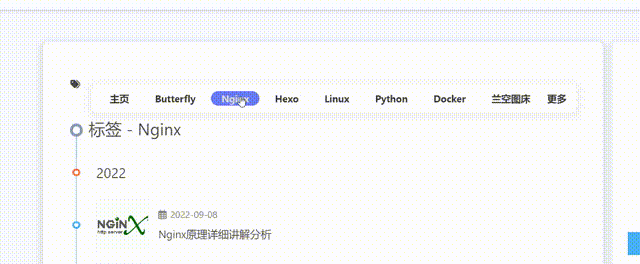 主页 Butterfly Nginx Hexo Linux Python Docker 兰空图床 更多
标签 - Nginx
2022
2022-09-08
NGINX
http server
Nginx原理详细讲解分析